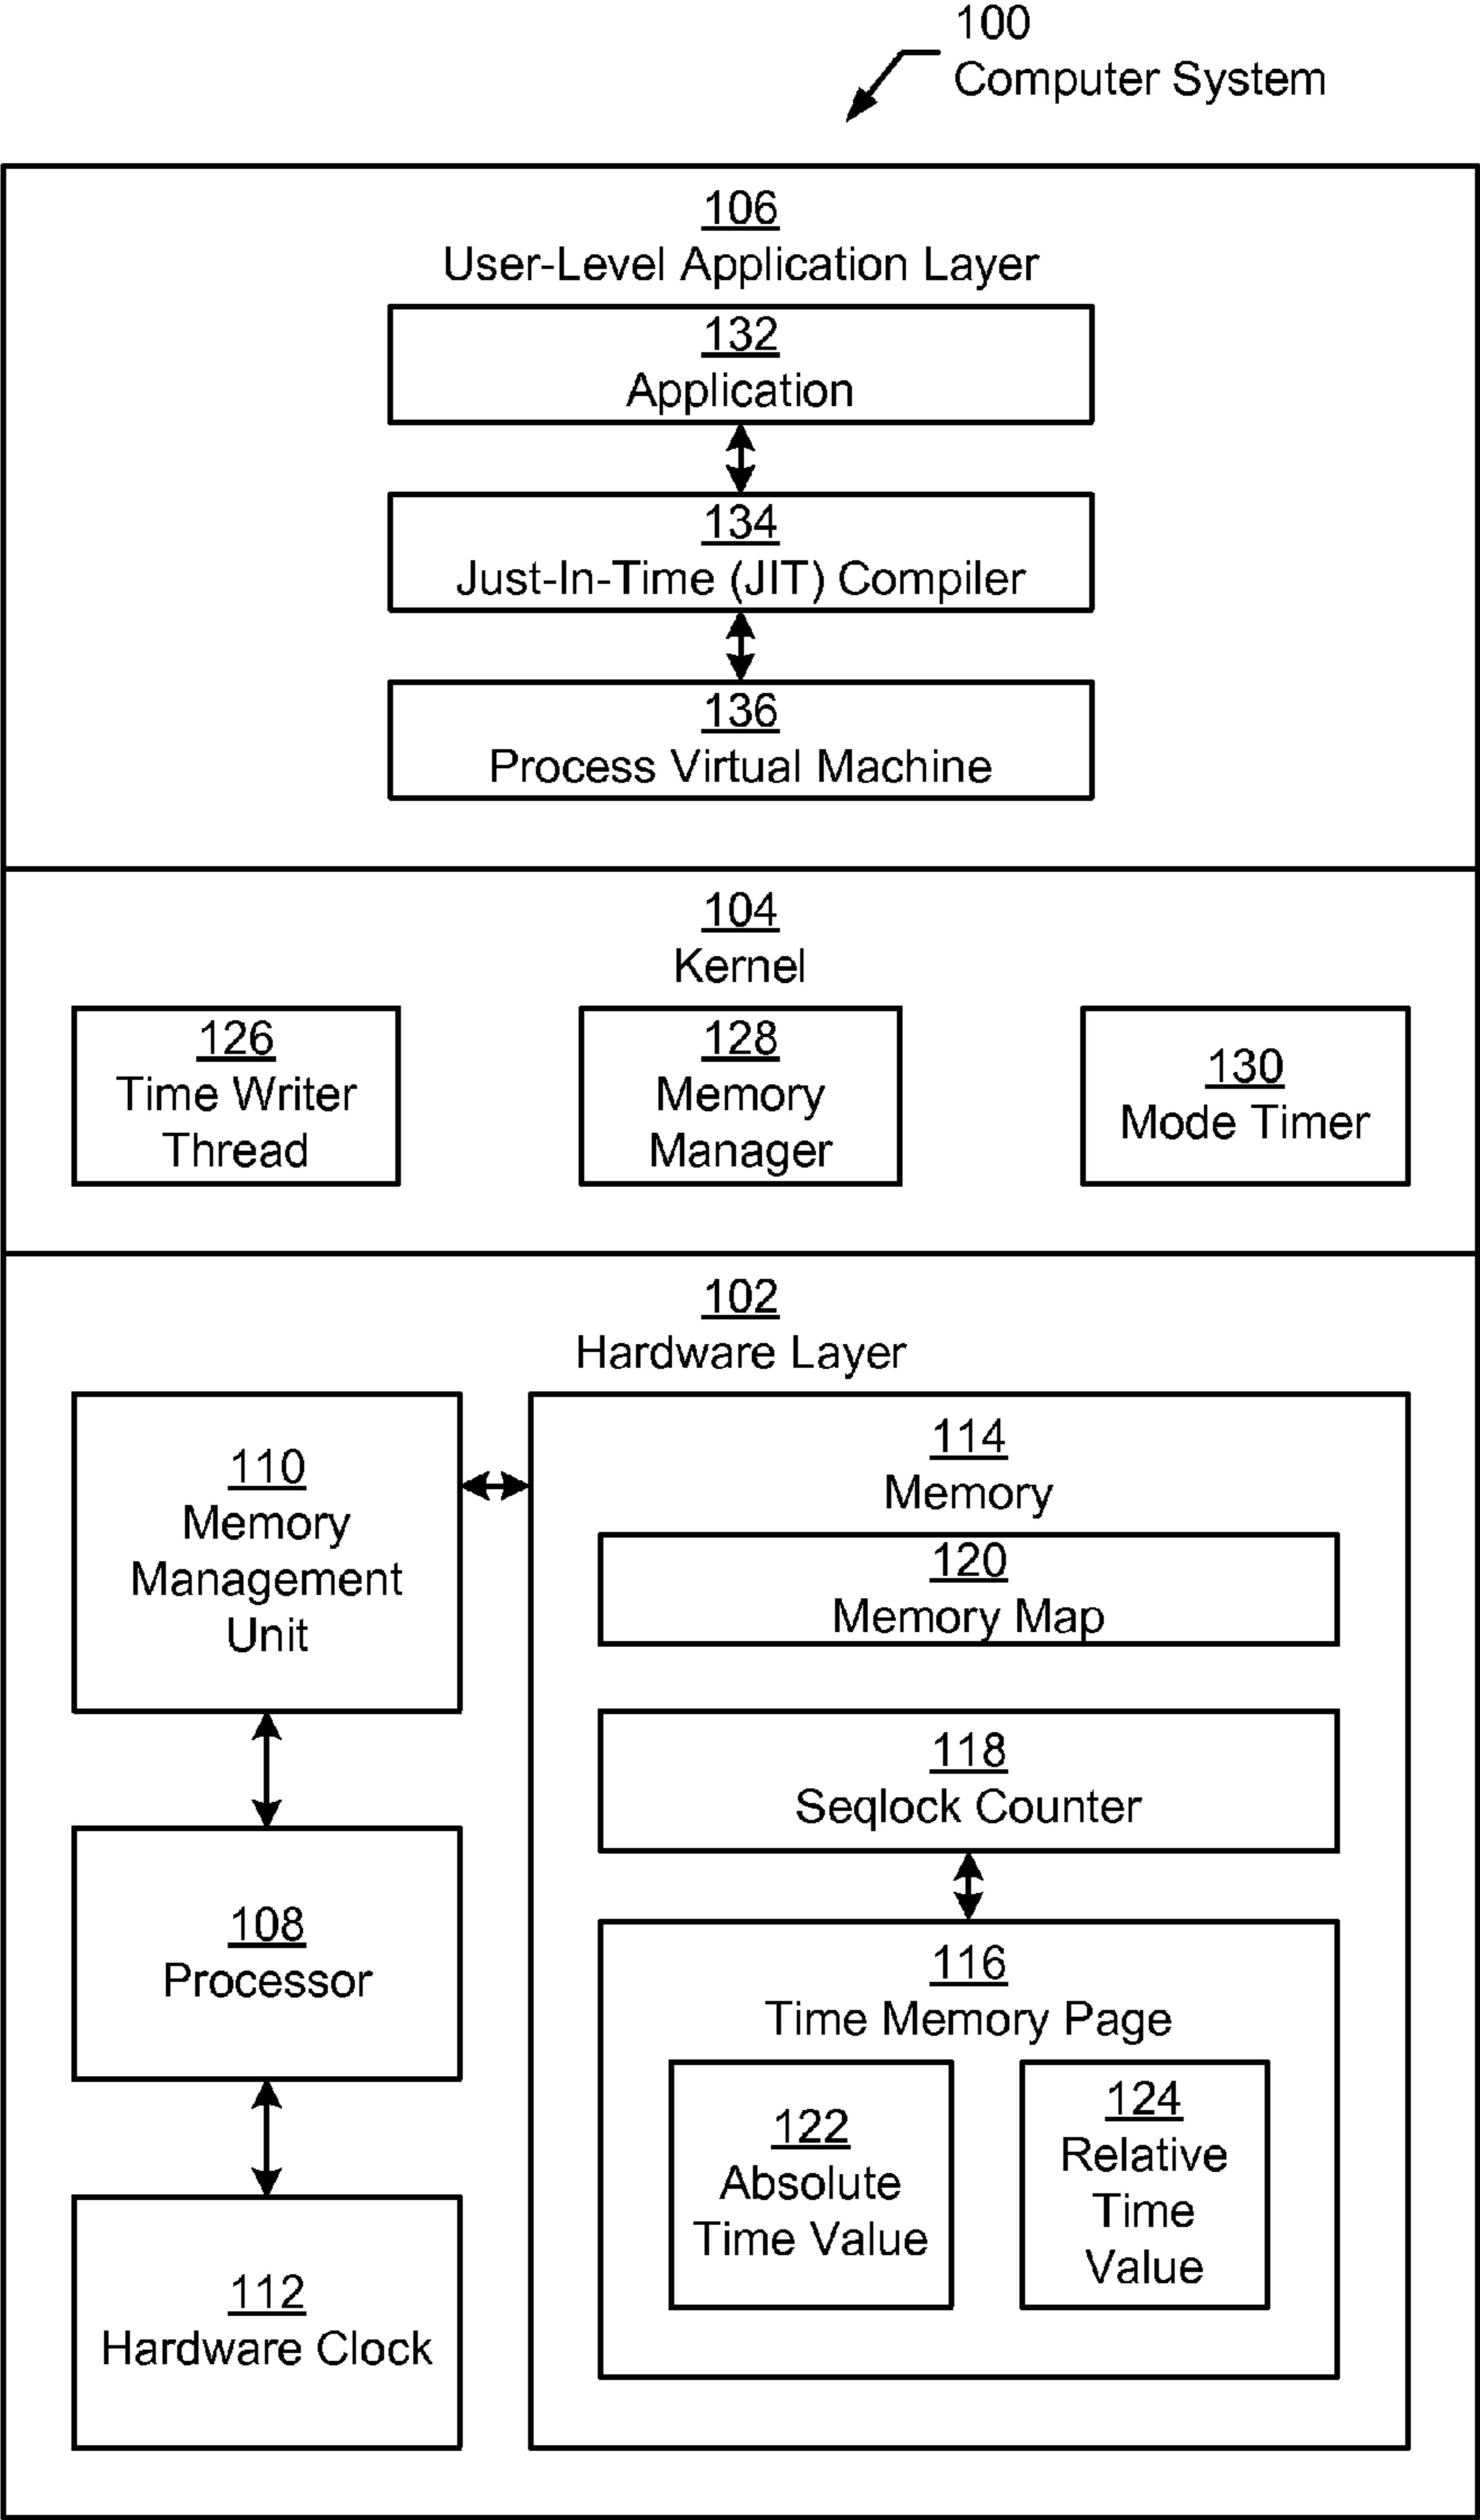 100
Computer System
106
User-Level Application Layer
132
Application
134
Just-In-Time (JIT) Compiler
136
Process Virtual Machine
104
Kernel
126
Time Writer
Thread
128
Memory
Manager
130
Mode Timer
102
Hardware Layer
110
Memory
Management
Unit
108
Processor
112
Hardware Clock
114
Memory
120
Memory Map
118
Seqlock Counter
116
Time Memory Page
122
Absolute
Time Value
124
Relative
Time
Value